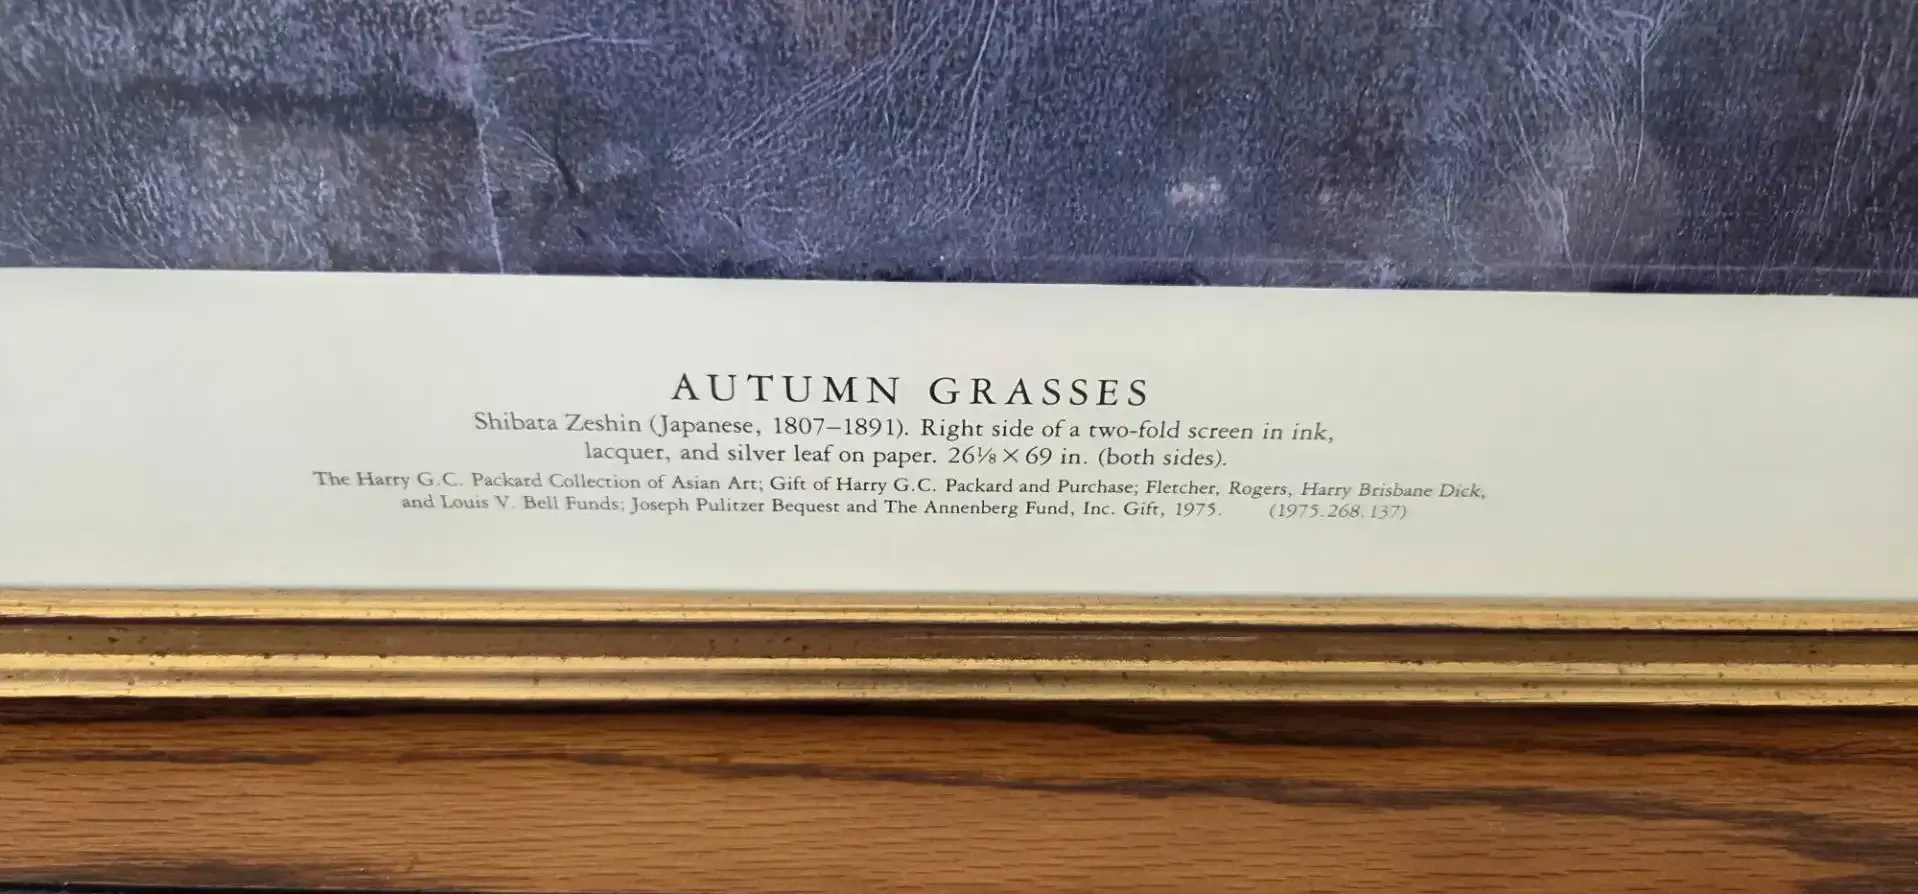 AUTUMN GRASSES
Shibata Zeshin (Japanese, 1807–1891). Right side of a two-fold screen in ink,
lacquer, and silver leaf on paper. 26⅛ × 69 in. (both sides).
The Harry G.C. Packard Collection of Asian Art; Gift of Harry G.C. Packard and Purchase; Fletcher, Rogers, Harry Brisbane Dick,
and Louis V. Bell Funds; Joseph Pulitzer Bequest and The Annenberg Fund, Inc. Gift, 1975. (1975.268.137)